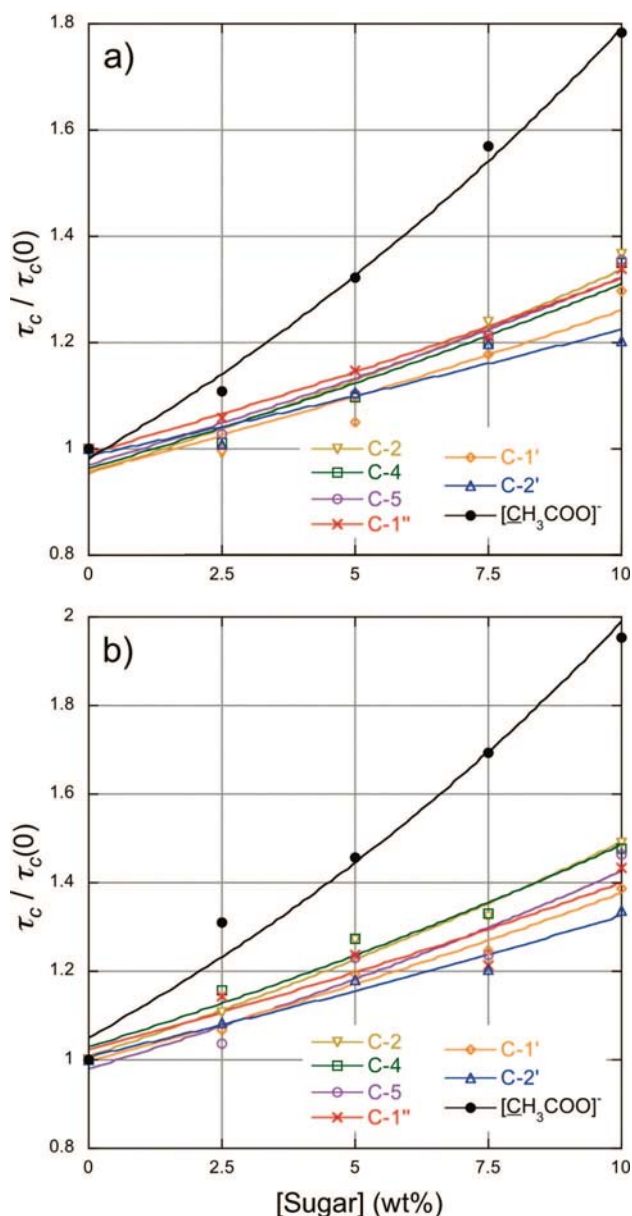 a)
1.8
1.6
1.4
1.2
1
0.8
τc / τc(0)
C-2
C-4
C-5
C-1"
C-1'
C-2'
[CH3COO]-
0
2.5
5
7.5
10
b)
2
1.8
1.6
1.4
1.2
1
0.8
τc / τc(0)
C-2
C-4
C-5
C-1"
C-1'
C-2'
[CH3COO]-
0
2.5
5
7.5
10
[Sugar] (wt%)